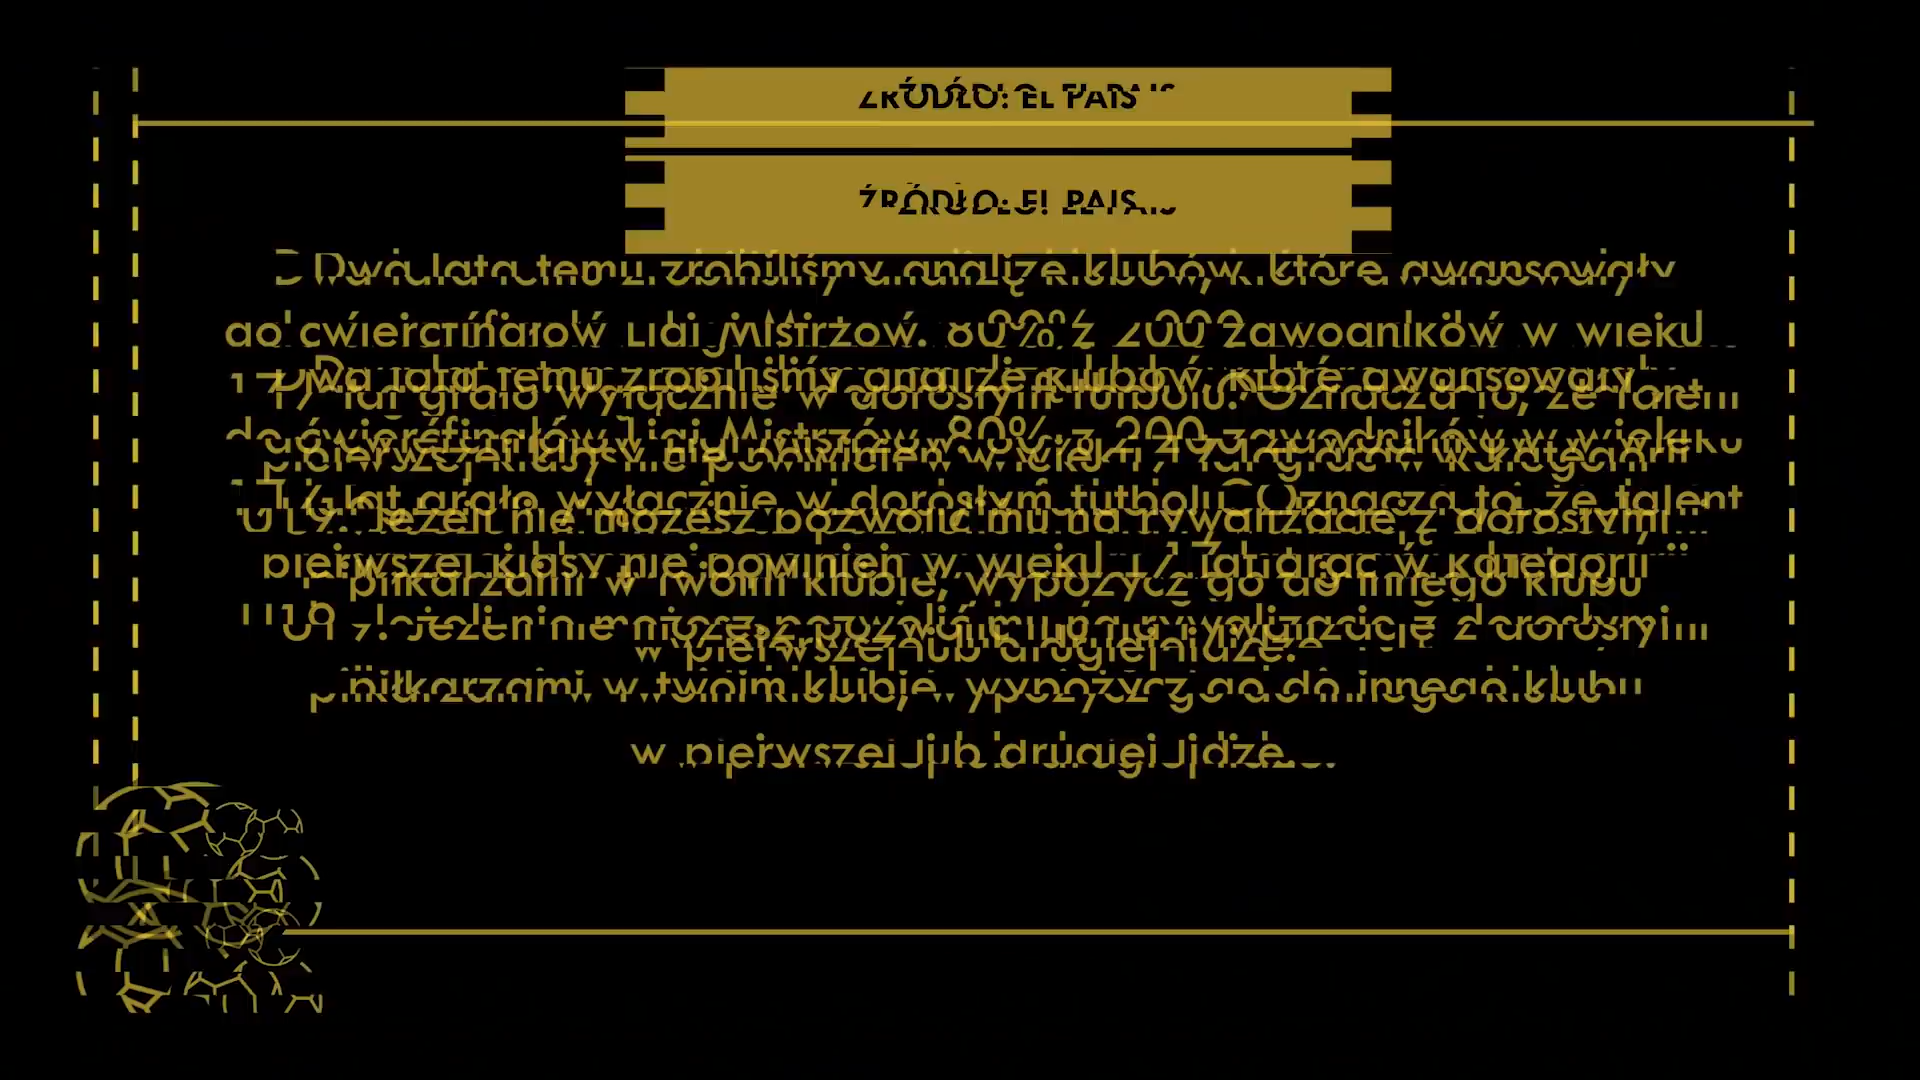 ŹRÓDŁO: EL PAIS
Dwa lata temu zrobiliśmy analizę klubów, które awansowały
do ćwierćfinałów Ligi Mistrzów. 80% z 200 zawodników w wieku
17 lat grało wyłącznie w dorosłym futbolu. Oznacza to, że talent
pierwszej klasy nie powinien w wieku 17 lat grać w kategorii
U19. Jeżeli nie możesz pozwolić mu na rywalizację z dorosłymi
piłkarzami w twoim klubie, wypożycz go do innego klubu
w pierwszej lub drugiej lidze.